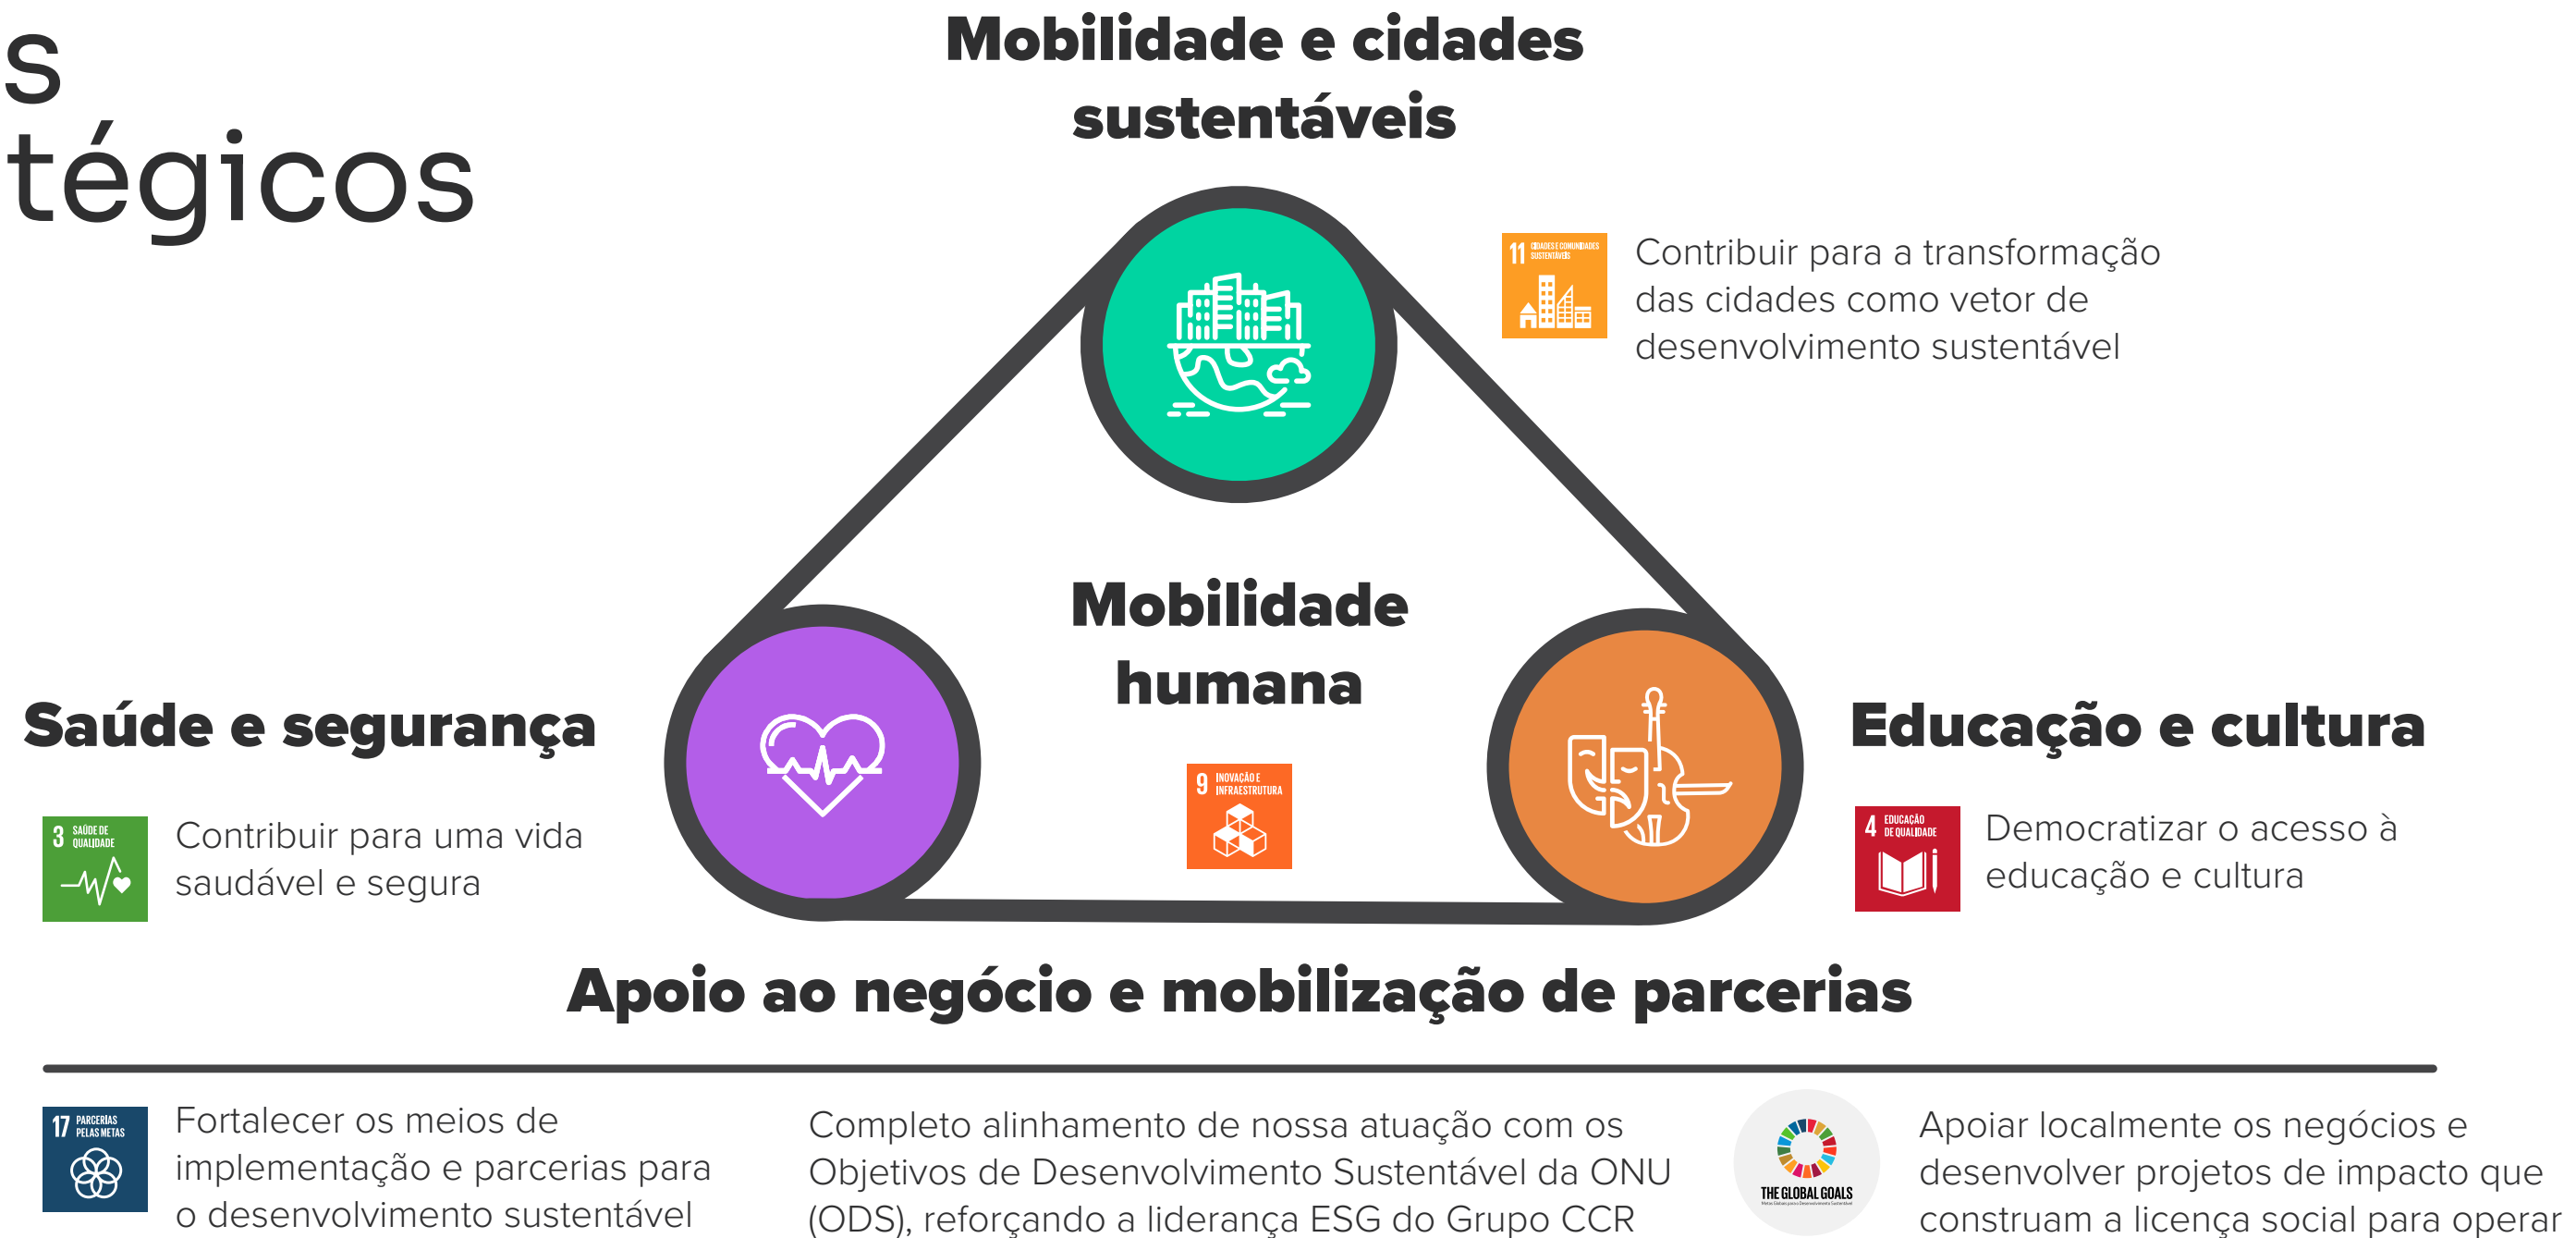 s
tégicos
Mobilidade e cidades
sustentáveis
11 CIDADES E COMUNIDADES
SUSTENTÁVEIS
Contribuir para a transformação
das cidades como vetor de
desenvolvimento sustentável
Mobilidade
humana
9 INOVAÇÃO E
INFRAESTRUTURA
Saúde e segurança
3 SAÚDE DE
QUALIDADE
Contribuir para uma vida
saudável e segura
Educação e cultura
4 EDUCAÇÃO
DE QUALIDADE
Democratizar o acesso à
educação e cultura
Apoio ao negócio e mobilização de parcerias
17 PARCERIAS
PELAS METAS
Fortalecer os meios de
implementação e parcerias para
o desenvolvimento sustentável
Completo alinhamento de nossa atuação com os
Objetivos de Desenvolvimento Sustentável da ONU
(ODS), reforçando a liderança ESG do Grupo CCR
THE GLOBAL GOALS
Metas Globais para o Desenvolvimento Sustentável
Apoiar localmente os negócios e
desenvolver projetos de impacto que
construam a licença social para operar